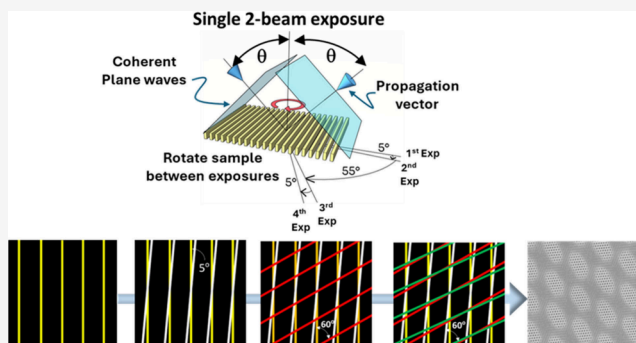 Single 2-beam exposure
θ θ
Coherent
Plane waves
Propagation
vector
Rotate sample
between exposures
5°
1st Exp
2nd
Exp
55°
5°
3rd
Exp
4th
Exp
5°
60°
60°